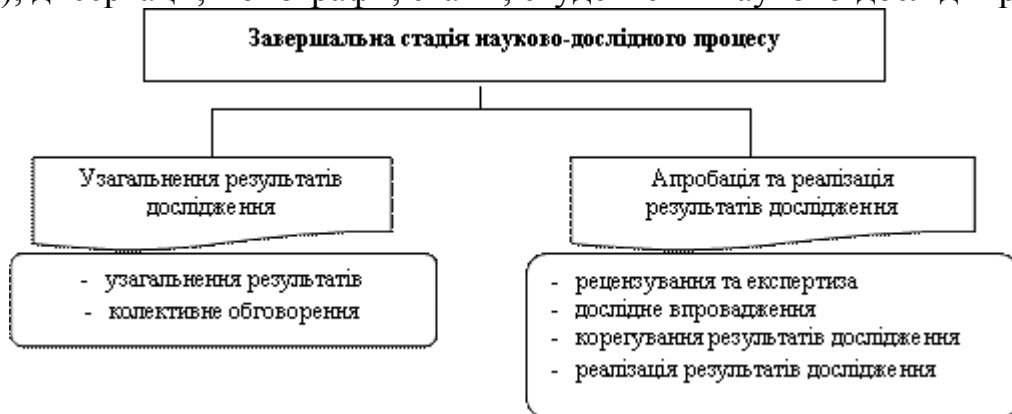 Завершальна стадія науково-дослідного процесу
Узагальнення результатів
дослідження
- узагальнення результатів
- колективне обговорення
Апробація та реалізація
результатів дослідження
- рецензування та експертиза
- дослідне впровадження
- корегування результатів дослідження
- реалізація результатів дослідження